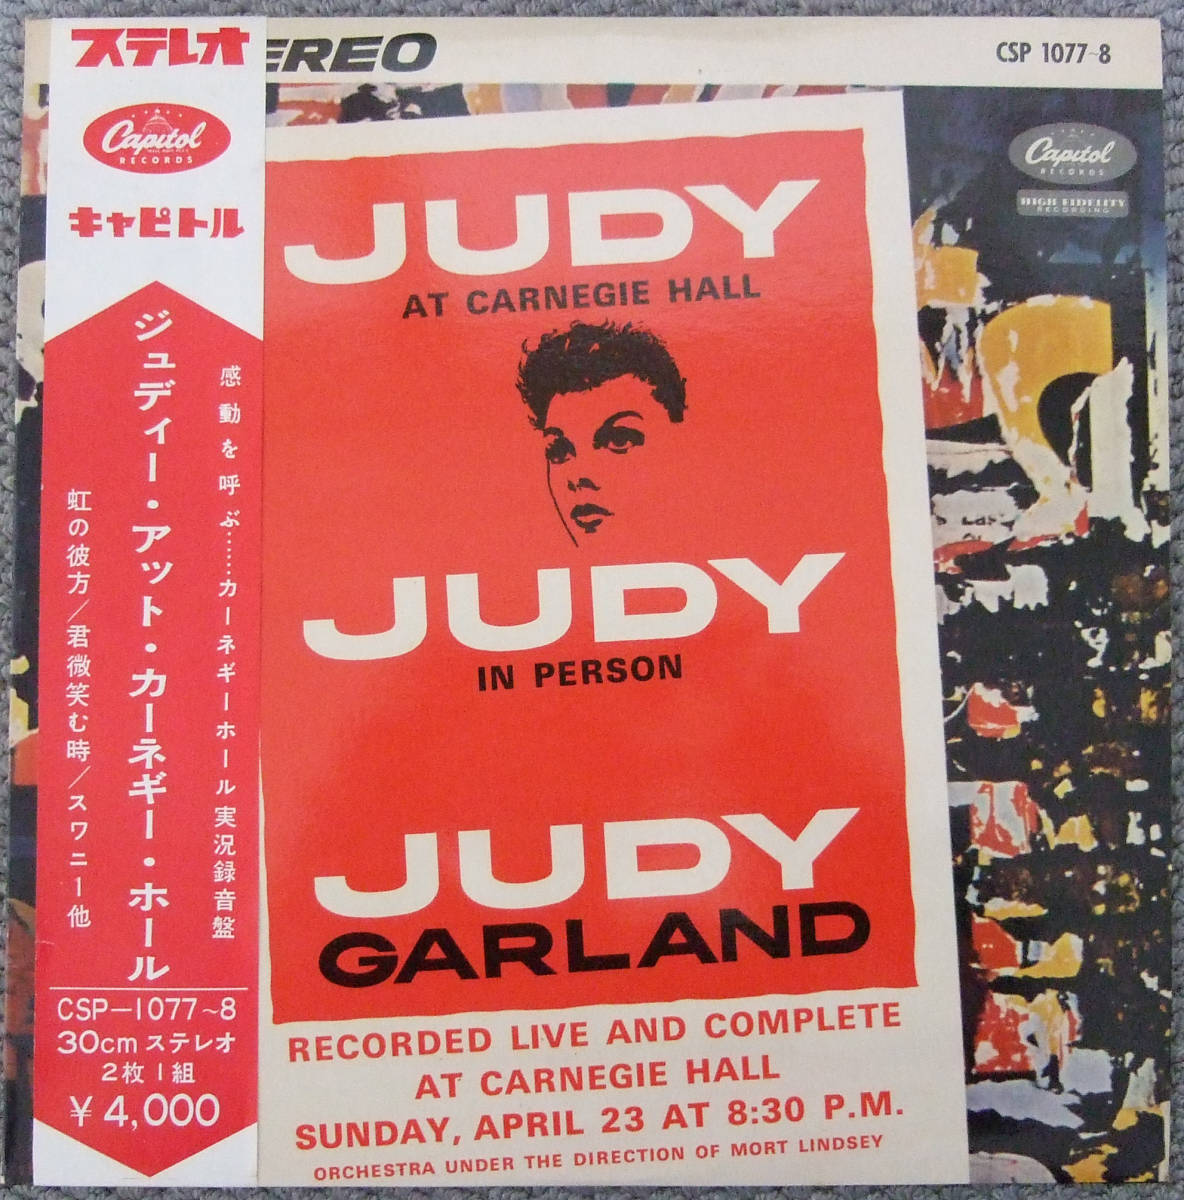 ステレオ
EREO
CSP 1077~8
Capitol
RECORDS
キャピトル
感動を呼ぶ……カーネギーホール実況録音盤
ジュディー・アット・カーネギー・ホール
虹の彼方/君微笑む時/スワニー他
CSP-1077~8
30cmステレオ
2枚1組
¥4,000
Capitol
RECORDS
HIGH FIDELITY
RECORDING
JUDY
AT CARNEGIE HALL
JUDY
IN PERSON
JUDY
GARLAND
RECORDED LIVE AND COMPLETE
AT CARNEGIE HALL
SUNDAY, APRIL 23 AT 8:30 P.M.
ORCHESTRA UNDER THE DIRECTION OF MORT LINDSEY